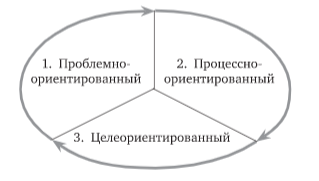 1. Проблемно-
ориентированный
2. Процессно-
ориентированный
3. Целеориентированный